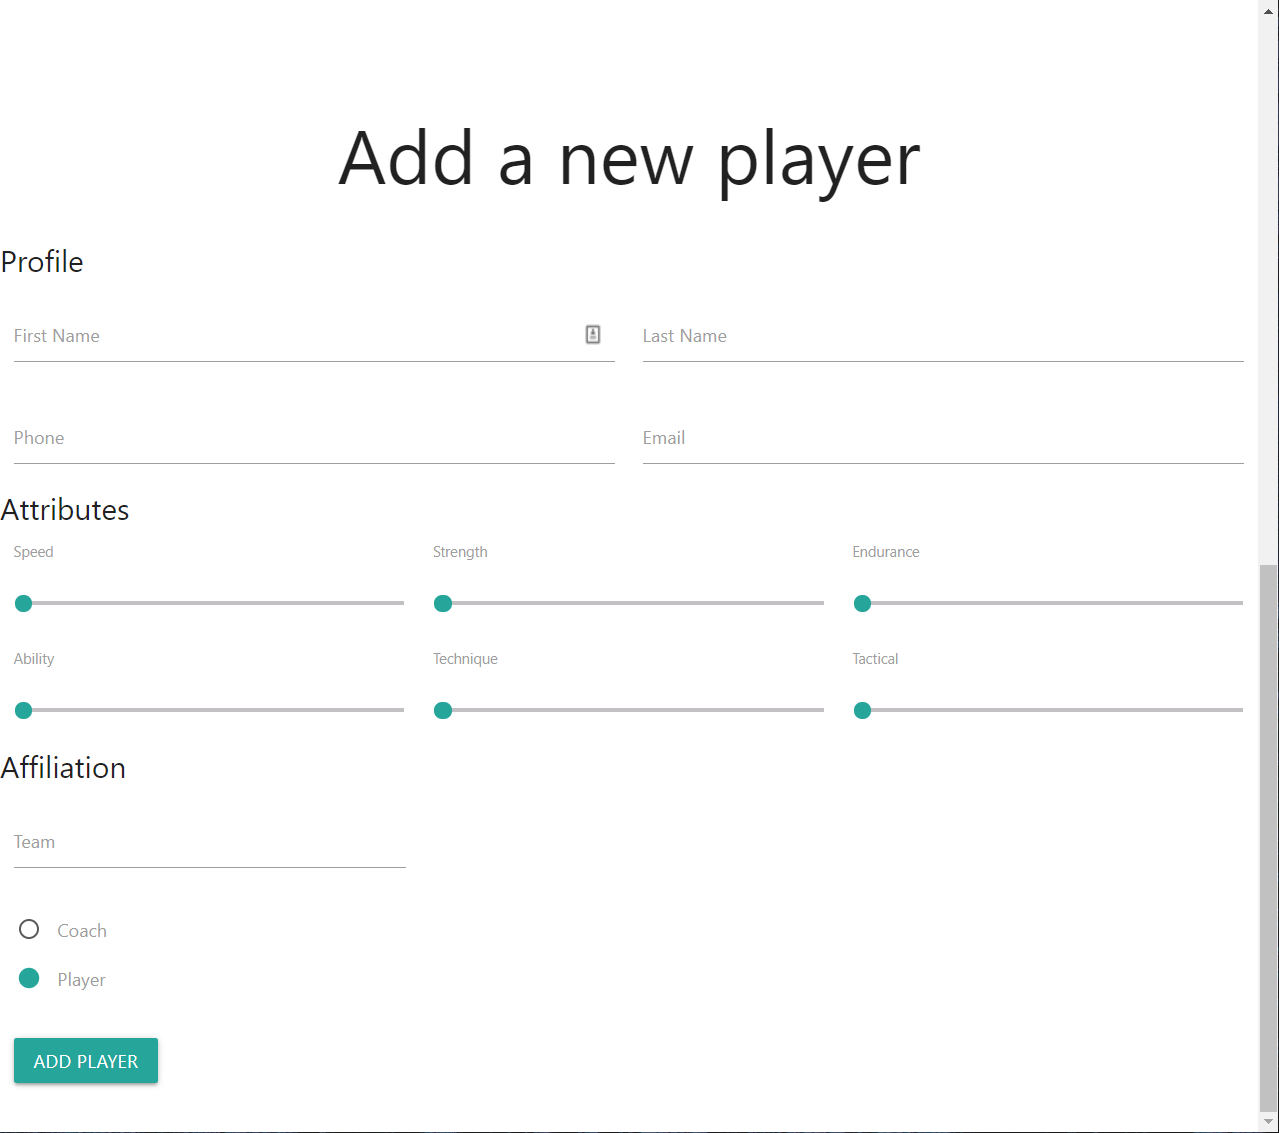 Add a new player
Profile
First Name Last Name
Phone Email
Attributes
Speed Strength Endurance
Ability Technique Tactical
Affiliation
Team
Coach
Player
ADD PLAYER